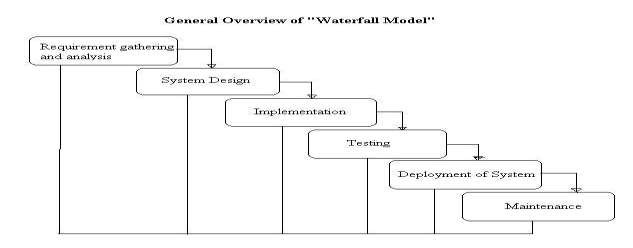 General Overview of "Waterfall Model"
Requirement gathering
and analysis
System Design
Implementation
Testing
Deployment of System
Maintenance